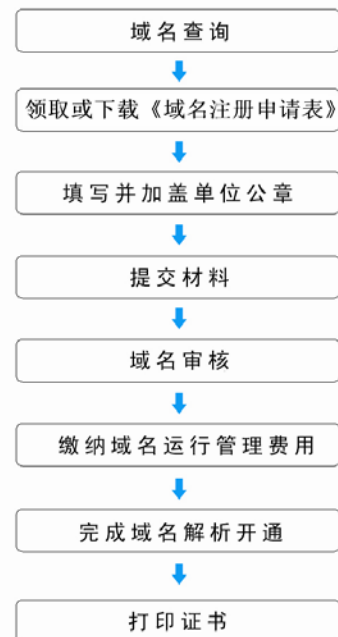 域名查询
领取或下载《域名注册申请表》
填写并加盖单位公章
提交材料
域名审核
缴纳域名运行管理费用
完成域名解析开通
打印证书